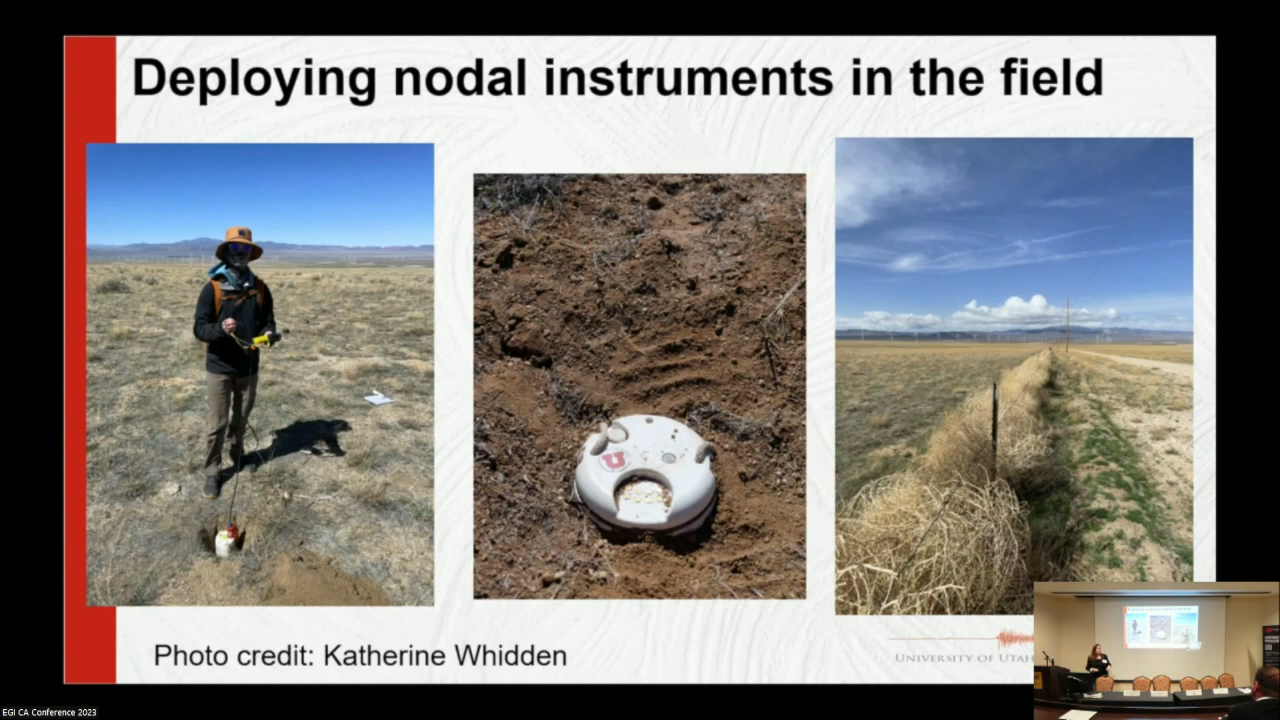 Deploying nodal instruments in the field
U
Photo credit: Katherine Whidden
UNIVERSITY OF UTAH
EGI CA Conference 2023